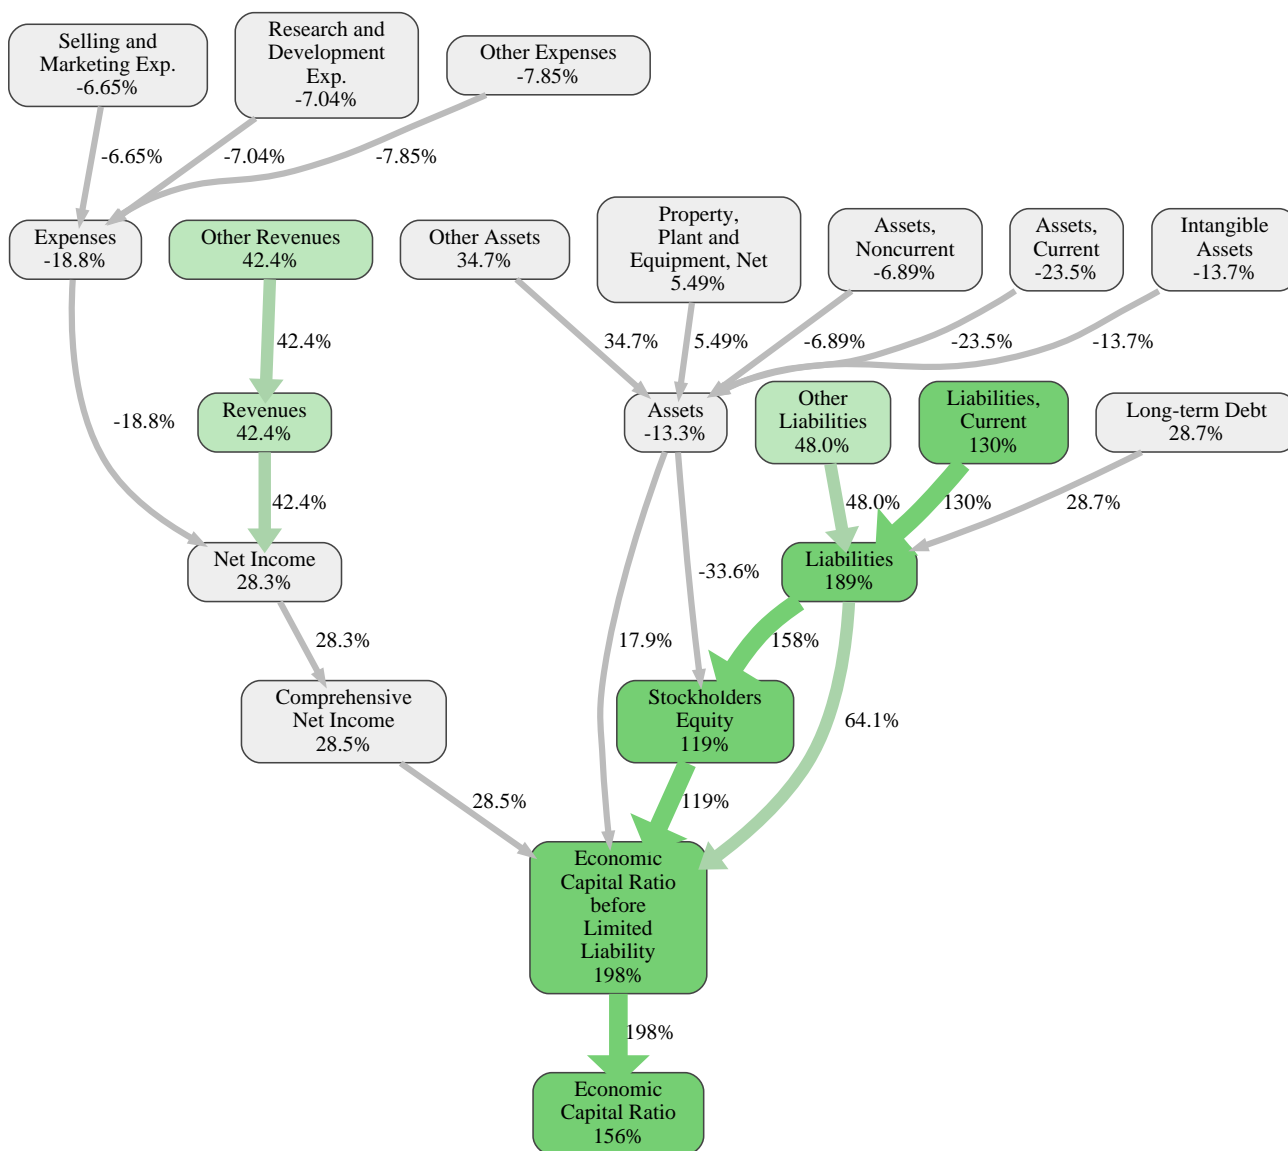 Selling and
Marketing Exp.
-6.65%
Research and
Development
Exp.
-7.04%
Other Expenses
-7.85%
-6.65%
-7.04%
-7.85%
Expenses
-18.8%
Other Revenues
42.4%
Other Assets
34.7%
Property,
Plant and
Equipment, Net
5.49%
Assets,
Noncurrent
-6.89%
Assets,
Current
-23.5%
Intangible
Assets
-13.7%
42.4%
34.7%
5.49%
-6.89%
-23.5%
-13.7%
-18.8%
Revenues
42.4%
Assets
-13.3%
Other
Liabilities
48.0%
Liabilities,
Current
130%
Long-term Debt
28.7%
42.4%
48.0%
130%
28.7%
Net Income
28.3%
-33.6%
Liabilities
189%
28.3%
17.9%
158%
Comprehensive
Net Income
28.5%
Stockholders
Equity
119%
64.1%
28.5%
119%
Economic
Capital Ratio
before
Limited
Liability
198%
198%
Economic
Capital Ratio
156%